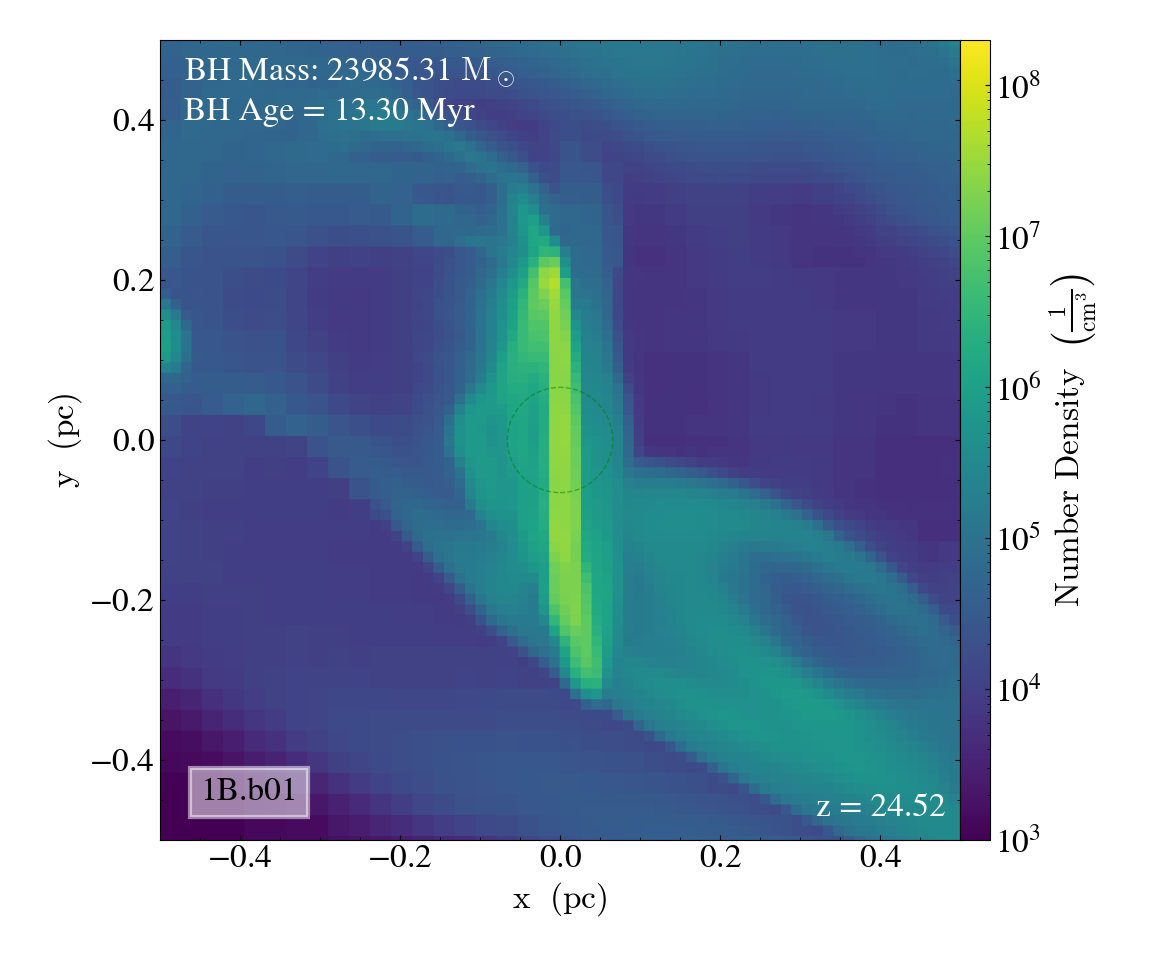 BH Mass: 23985.31 M⊙
BH Age = 13.30 Myr
0.4
0.2
0.0
−0.2
−0.4
y (pc)
1B.b01
z = 24.52
−0.4 −0.2 0.0 0.2 0.4
x (pc)
10⁸
10⁷
10⁶
10⁵
10⁴
10³
Number Density (1/cm³)